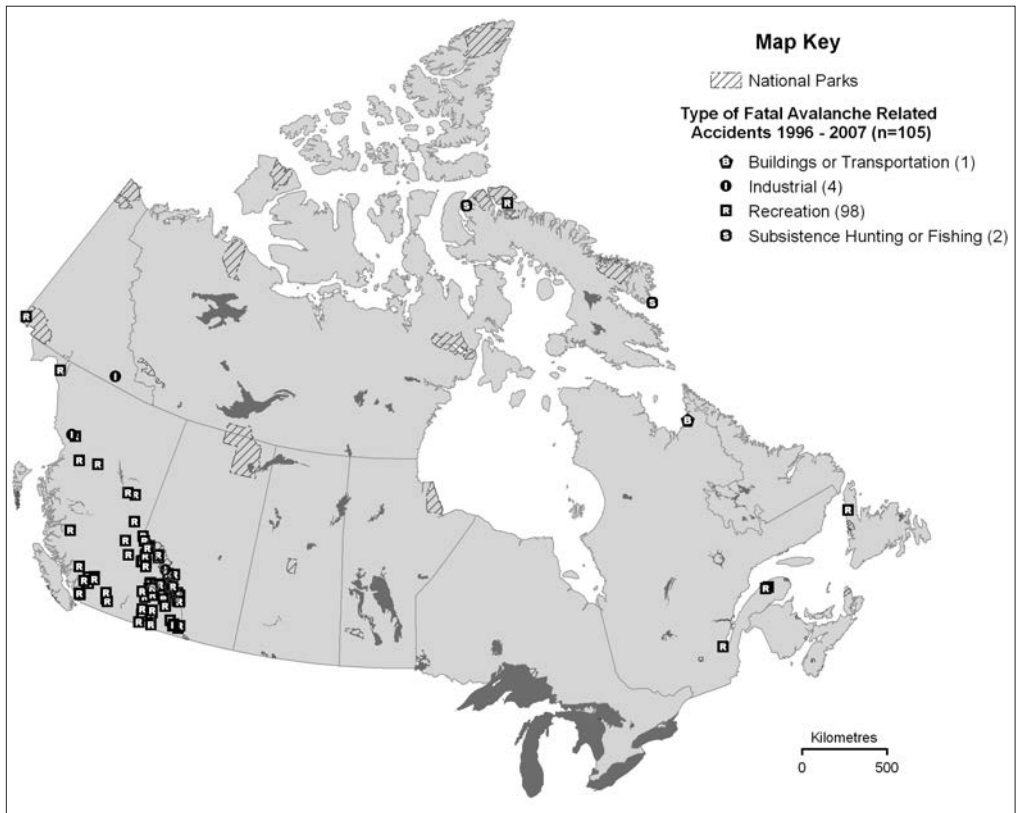 Map Key
National Parks
Type of Fatal Avalanche Related
Accidents 1996 - 2007 (n=105)
B Buildings or Transportation (1)
I Industrial (4)
R Recreation (98)
S Subsistence Hunting or Fishing (2)
S
R
S
R
I
R
B
I
R
R
R
R
R
R
R
R
R
Kilometres
0 500